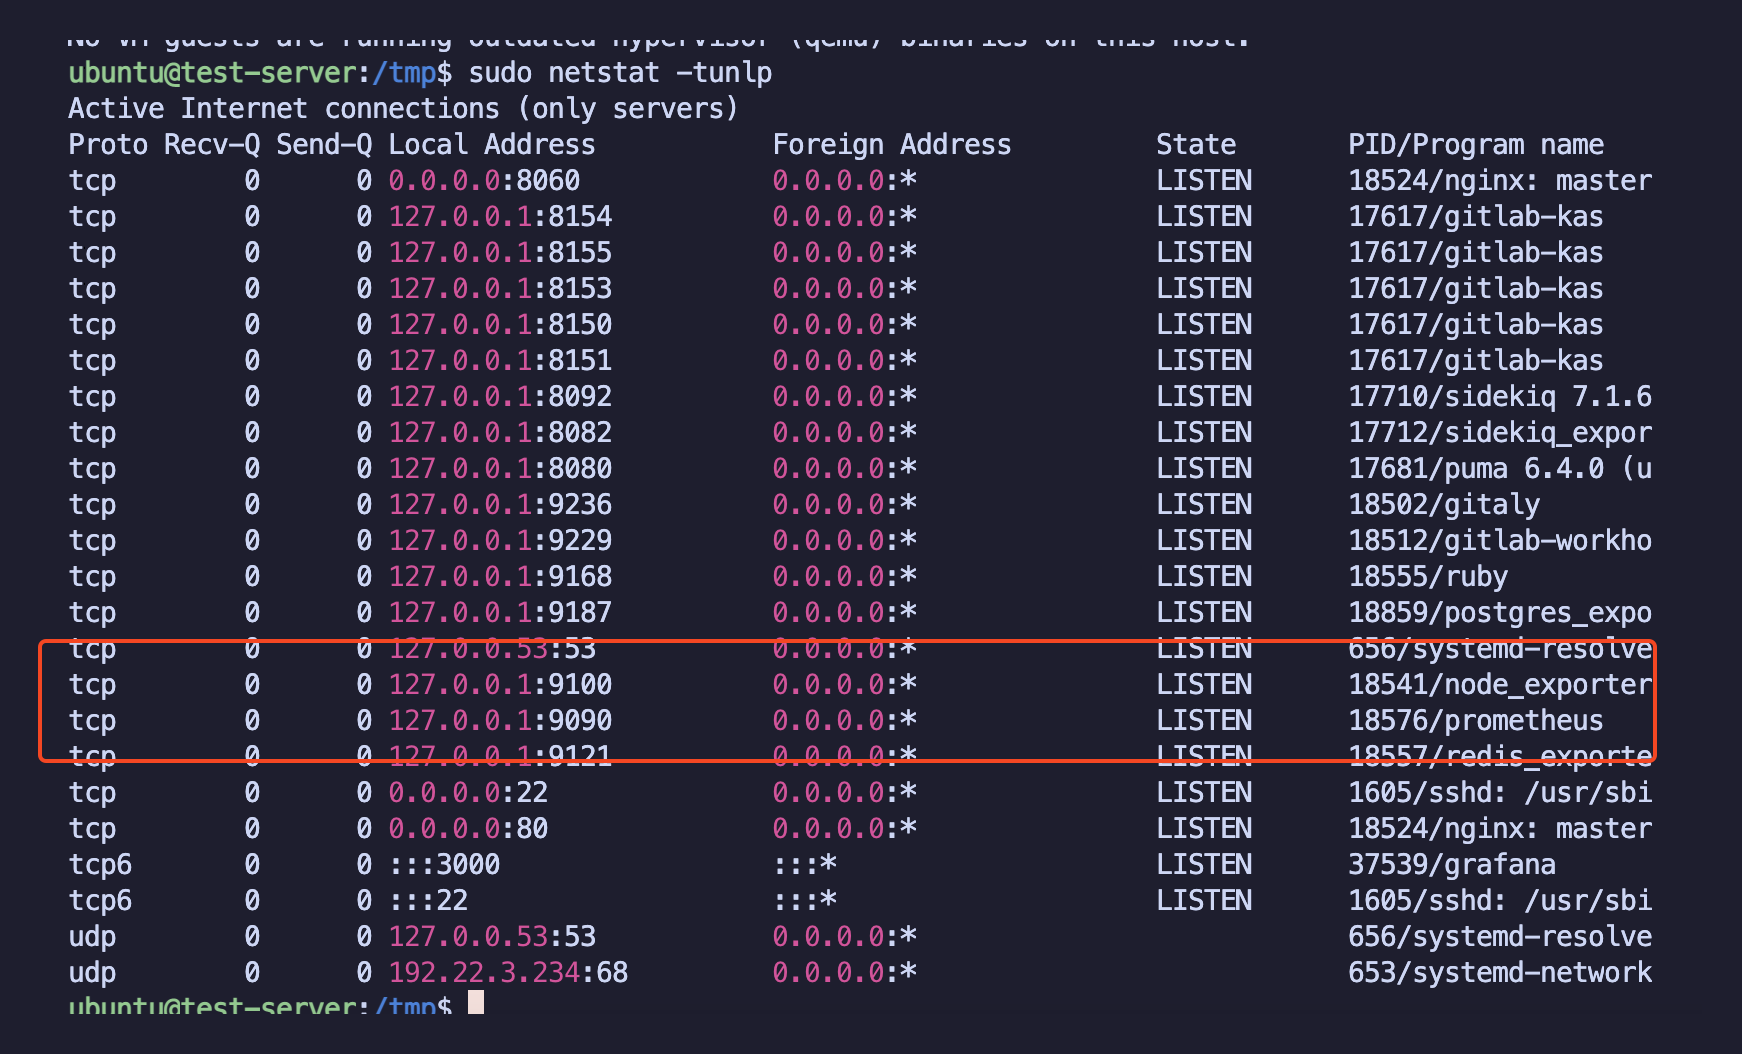 No VM guests are running outdated hypervisor (qemu) binaries on this host.
ubuntu@test-server:/tmp$ sudo netstat -tunlp
Active Internet connections (only servers)
Proto Recv-Q Send-Q Local Address           Foreign Address         State       PID/Program name
tcp        0      0 0.0.0.0:8060            0.0.0.0:*               LISTEN      18524/nginx: master
tcp        0      0 127.0.0.1:8154          0.0.0.0:*               LISTEN      17617/gitlab-kas
tcp        0      0 127.0.0.1:8155          0.0.0.0:*               LISTEN      17617/gitlab-kas
tcp        0      0 127.0.0.1:8153          0.0.0.0:*               LISTEN      17617/gitlab-kas
tcp        0      0 127.0.0.1:8150          0.0.0.0:*               LISTEN      17617/gitlab-kas
tcp        0      0 127.0.0.1:8151          0.0.0.0:*               LISTEN      17617/gitlab-kas
tcp        0      0 127.0.0.1:8092          0.0.0.0:*               LISTEN      17710/sidekiq 7.1.6
tcp        0      0 127.0.0.1:8082          0.0.0.0:*               LISTEN      17712/sidekiq_expor
tcp        0      0 127.0.0.1:8080          0.0.0.0:*               LISTEN      17681/puma 6.4.0 (u
tcp        0      0 127.0.0.1:9236          0.0.0.0:*               LISTEN      18502/gitaly
tcp        0      0 127.0.0.1:9229          0.0.0.0:*               LISTEN      18512/gitlab-workho
tcp        0      0 127.0.0.1:9168          0.0.0.0:*               LISTEN      18555/ruby
tcp        0      0 127.0.0.1:9187          0.0.0.0:*               LISTEN      18859/postgres_expo
tcp        0      0 127.0.0.53:53           0.0.0.0:*               LISTEN      656/systemd-resolve
tcp        0      0 127.0.0.1:9100          0.0.0.0:*               LISTEN      18541/node_exporter
tcp        0      0 127.0.0.1:9090          0.0.0.0:*               LISTEN      18576/prometheus
tcp        0      0 127.0.0.1:9121          0.0.0.0:*               LISTEN      18557/redis_exporte
tcp        0      0 0.0.0.0:22              0.0.0.0:*               LISTEN      1605/sshd: /usr/sbi
tcp        0      0 0.0.0.0:80              0.0.0.0:*               LISTEN      18524/nginx: master
tcp6       0      0 :::3000                 :::*                    LISTEN      37539/grafana
tcp6       0      0 :::22                   :::*                    LISTEN      1605/sshd: /usr/sbi
udp        0      0 127.0.0.53:53           0.0.0.0:*                           656/systemd-resolve
udp        0      0 192.22.3.234:68         0.0.0.0:*                           653/systemd-network
ubuntu@test-server:/tmp$